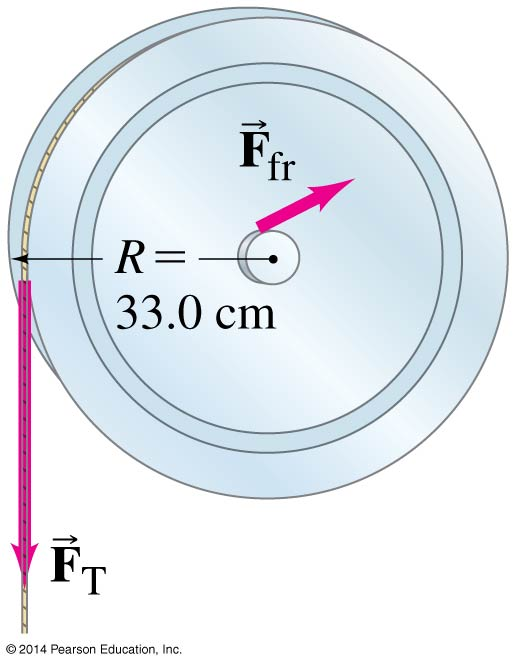 F⃗fr
R =
33.0 cm
F⃗T
© 2014 Pearson Education, Inc.